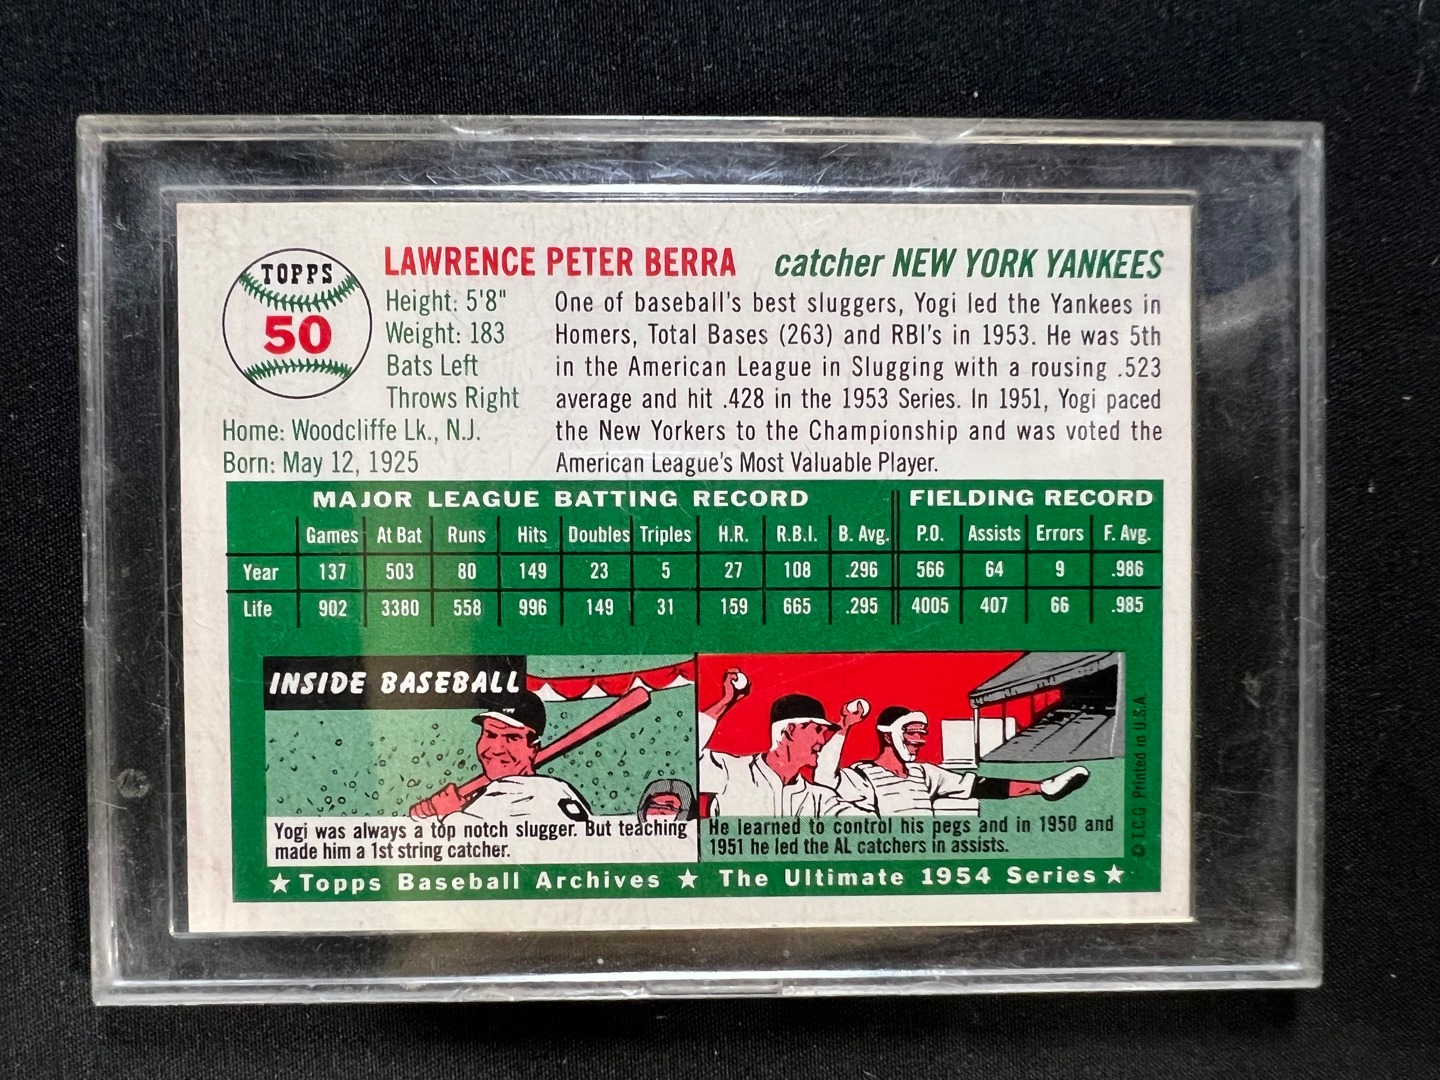 TOPPS
50
LAWRENCE PETER BERRA catcher NEW YORK YANKEES
Height: 5'8"
Weight: 183
Bats Left
Throws Right
Home: Woodcliffe Lk., N.J.
Born: May 12, 1925
One of baseball's best sluggers, Yogi led the Yankees in
Homers, Total Bases (263) and RBI's in 1953. He was 5th
in the American League in Slugging with a rousing .523
average and hit .428 in the 1953 Series. In 1951, Yogi paced
the New Yorkers to the Championship and was voted the
American League's Most Valuable Player.
MAJOR LEAGUE BATTING RECORD FIELDING RECORD
Games At Bat Runs Hits Doubles Triples H.R. R.B.I. B. Avg. P.O. Assists Errors F. Avg.
Year 137 503 80 149 23 5 27 108 .296 566 64 9 .986
Life 902 3380 558 996 149 31 159 665 .295 4005 407 66 .985
INSIDE BASEBALL
Yogi was always a top notch slugger. But teaching
made him a 1st string catcher.
He learned to control his pegs and in 1950 and
1951 he led the AL catchers in assists.
© T.C.G. Printed in U.S.A.
★ Topps Baseball Archives ★ The Ultimate 1954 Series ★